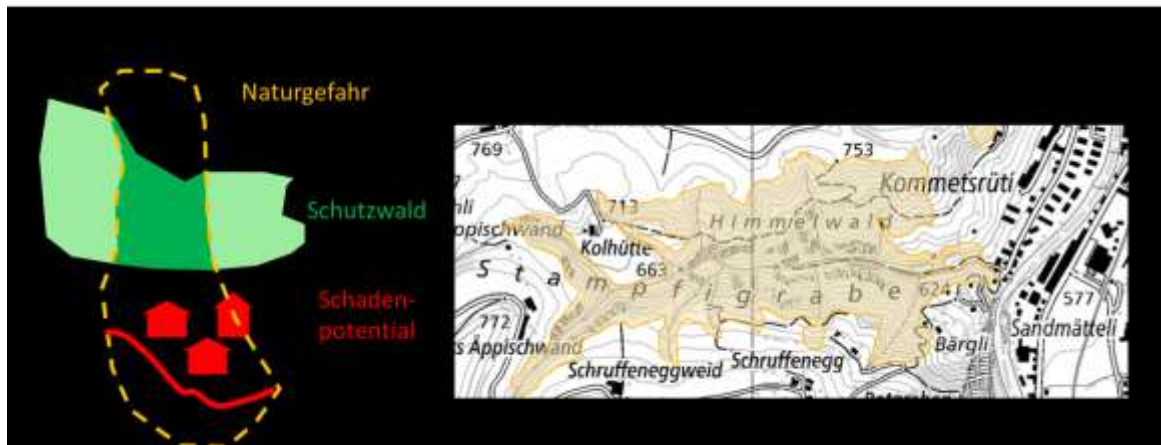 Naturgefahr
Schutzwald
Schaden-
potential
769
753
Kommetsrüti
713
Himmelwald
Appischwand
Kolhütte
663
Stampfigrabe
624
577
Sandmätteli
772
Appischwand
Bärgli
Schruffenegg
Schruffeneggweid